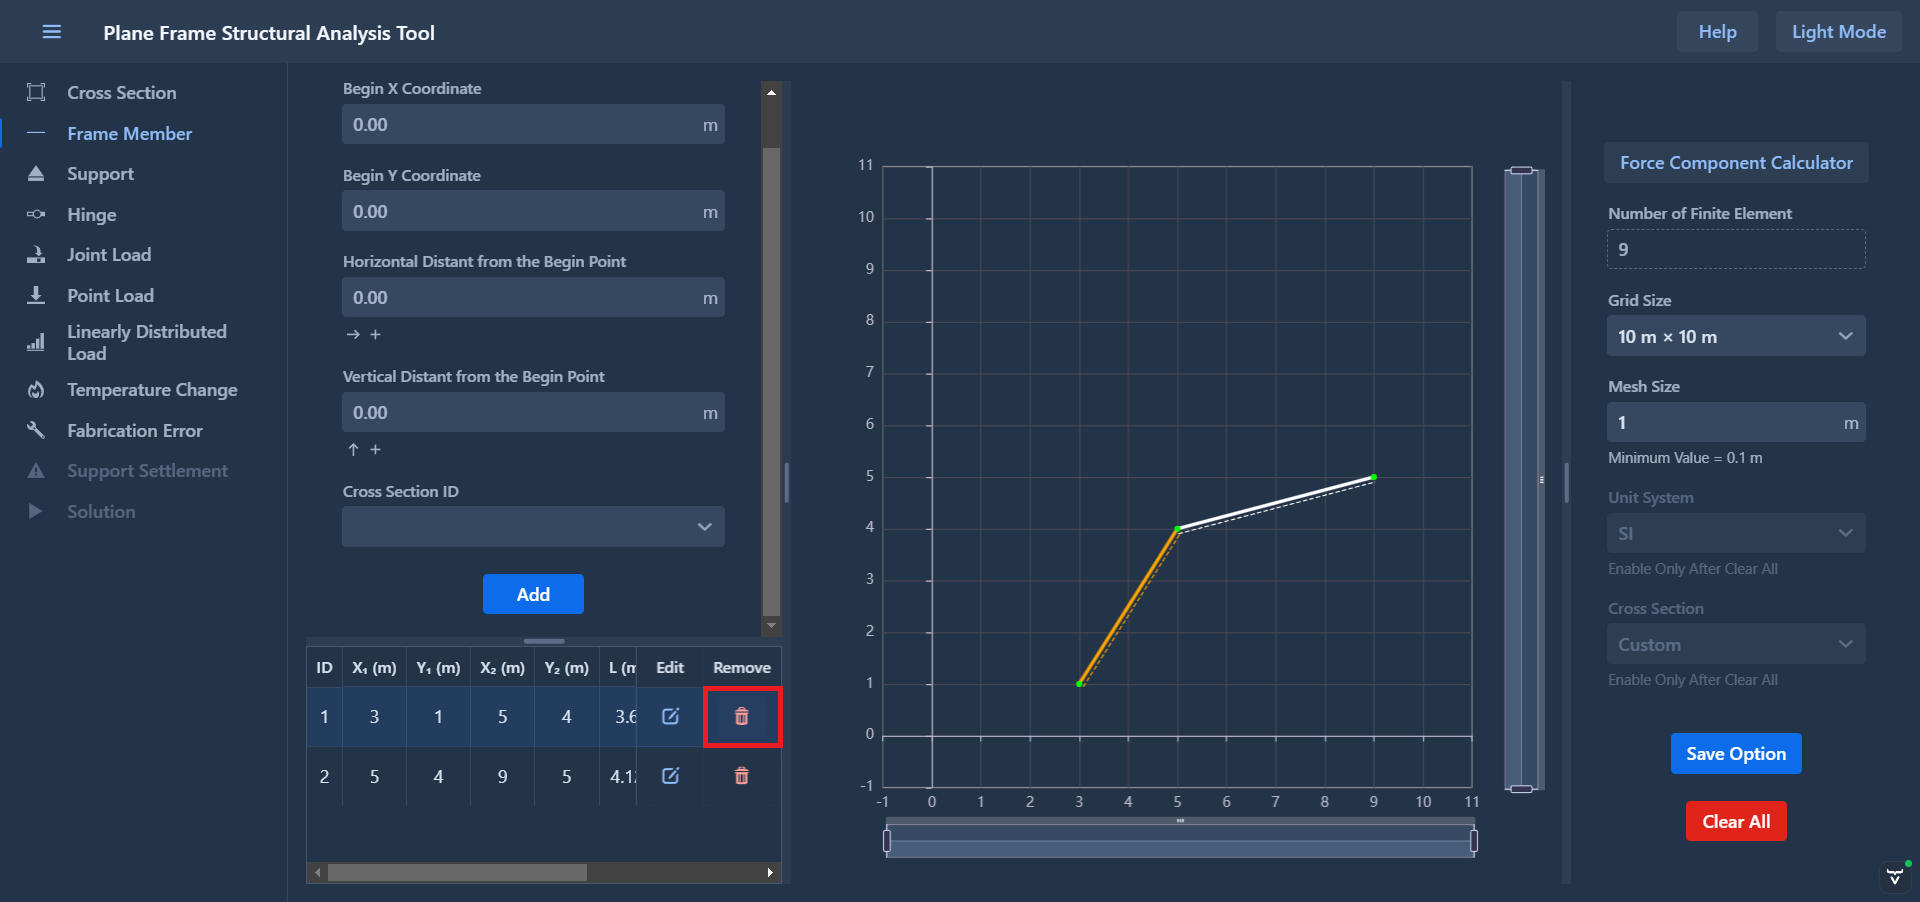 Plane Frame Structural Analysis Tool
Help
Light Mode
Cross Section
Frame Member
Support
Hinge
Joint Load
Point Load
Linearly Distributed
Load
Temperature Change
Fabrication Error
Support Settlement
Solution
Begin X Coordinate
0.00 m
Begin Y Coordinate
0.00 m
Horizontal Distant from the Begin Point
0.00 m
→ +
Vertical Distant from the Begin Point
0.00 m
↑ +
Cross Section ID
Add
ID X₁ (m) Y₁ (m) X₂ (m) Y₂ (m) L (m Edit Remove
1 3 1 5 4 3.6
2 5 4 9 5 4.12
11
10
9
8
7
6
5
4
3
2
1
0
-1
-1 0 1 2 3 4 5 6 7 8 9 10 11
Force Component Calculator
Number of Finite Element
9
Grid Size
10 m × 10 m
Mesh Size
1 m
Minimum Value = 0.1 m
Unit System
SI
Enable Only After Clear All
Cross Section
Custom
Enable Only After Clear All
Save Option
Clear All